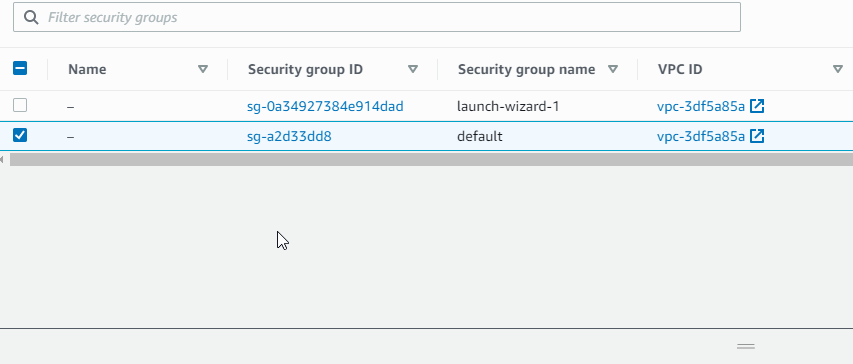 Filter security groups
Name Security group ID Security group name VPC ID
– sg-0a34927384e914dad launch-wizard-1 vpc-3df5a85a
– sg-a2d33dd8 default vpc-3df5a85a